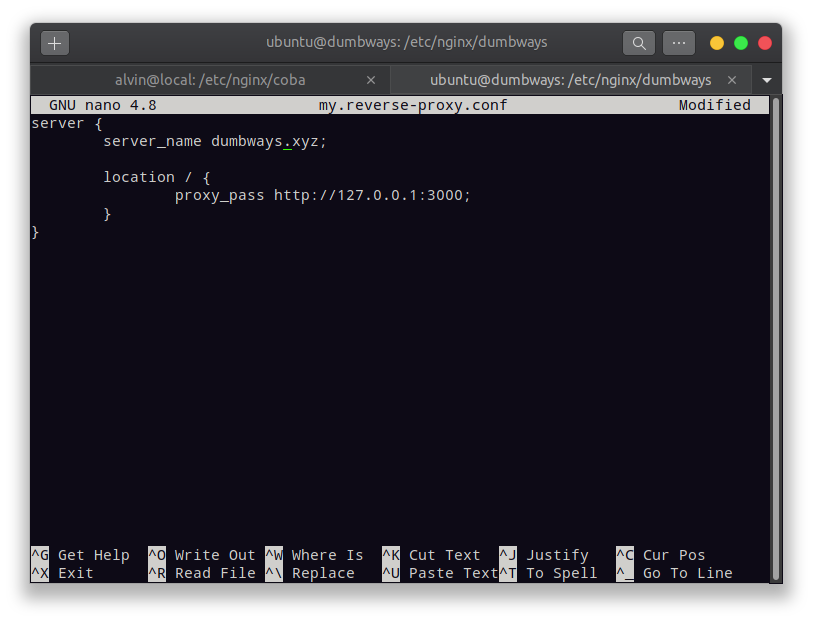 ubuntu@dumbways: /etc/nginx/dumbways
alvin@local: /etc/nginx/coba × ubuntu@dumbways: /etc/nginx/dumbways ×
GNU nano 4.8 my.reverse-proxy.conf Modified
server {
        server_name dumbways.xyz;

        location / {
                proxy_pass http://127.0.0.1:3000;
        }
}
^G Get Help ^O Write Out ^W Where Is ^K Cut Text ^J Justify ^C Cur Pos
^X Exit ^R Read File ^\ Replace ^U Paste Text ^T To Spell ^_ Go To Line